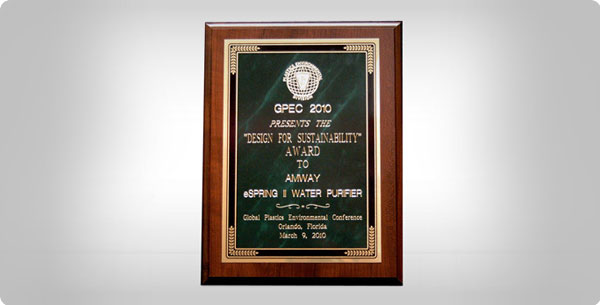 GPEC 2010
PRESENTS THE
"DESIGN FOR SUSTAINABILITY"
AWARD
TO
AMWAY
eSPRING II WATER PURIFIER
Global Plastics Environmental Conference
Orlando, Florida
March 9, 2010